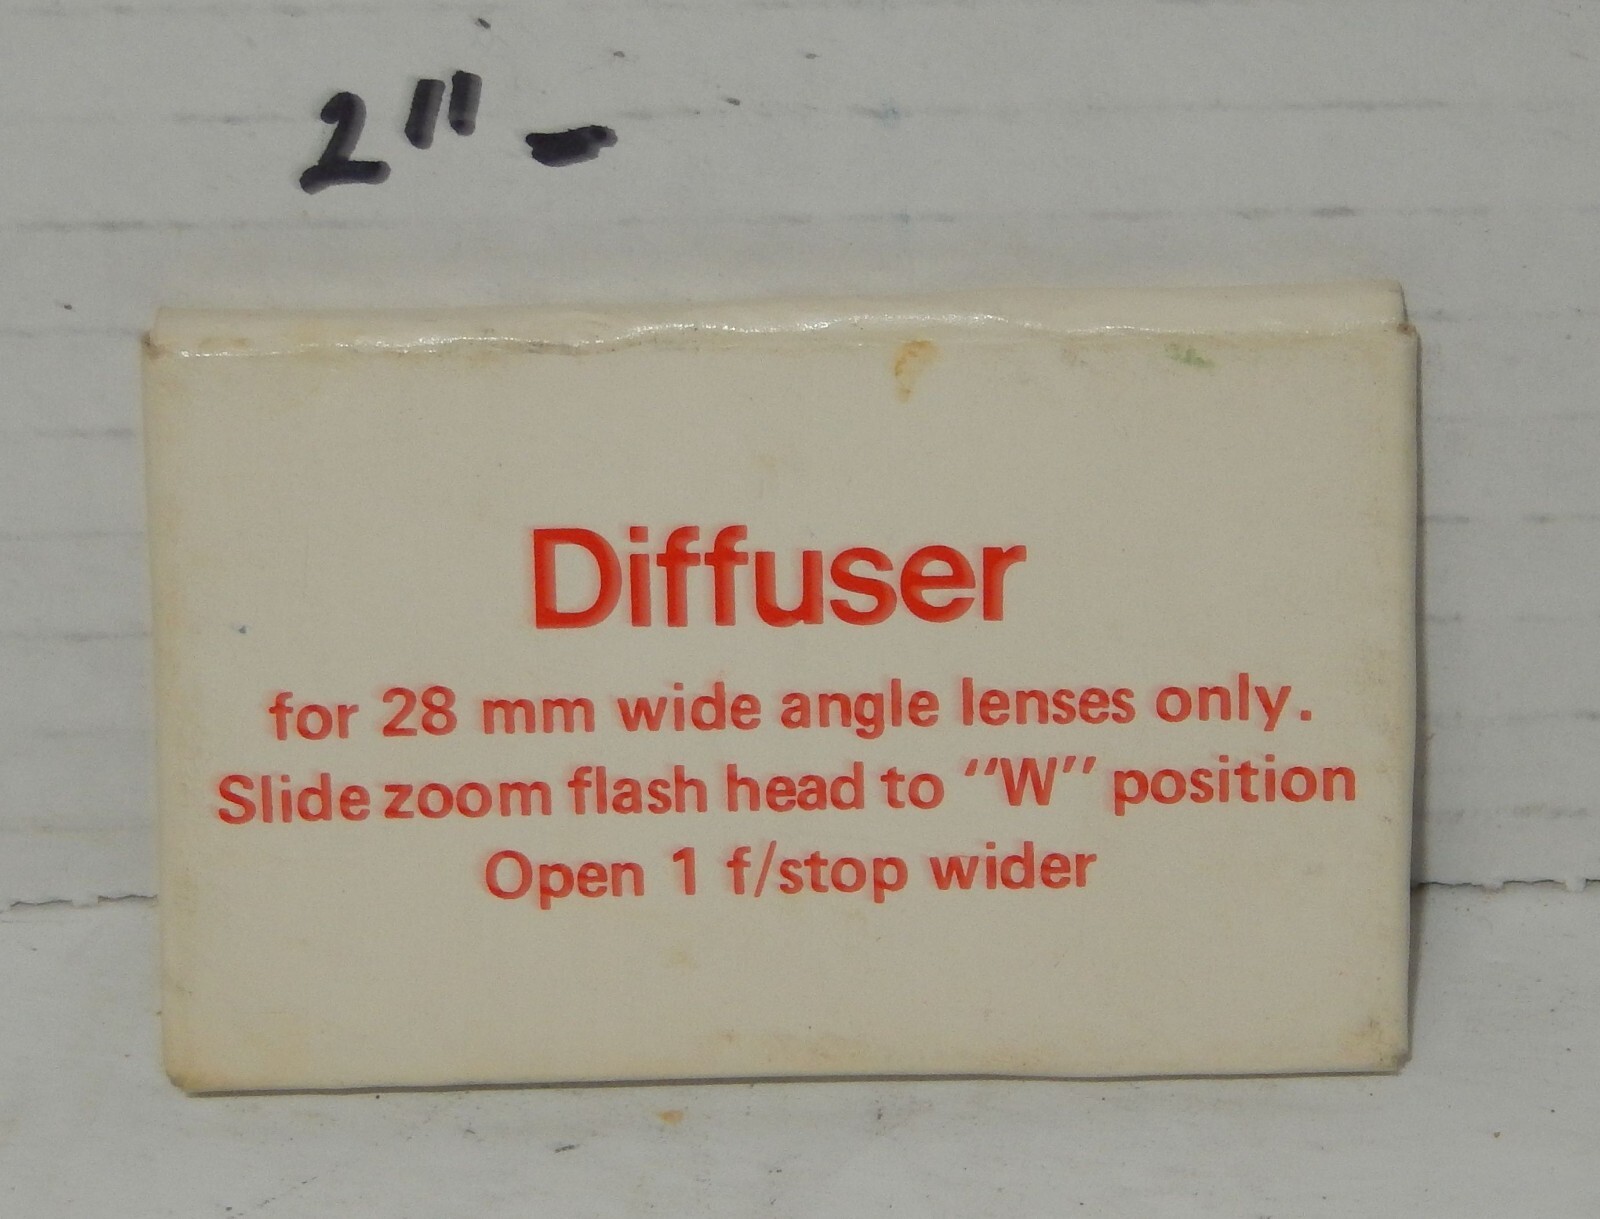 2" -
Diffuser
for 28 mm wide angle lenses only.
Slide zoom flash head to "W" position
Open 1 f/stop wider